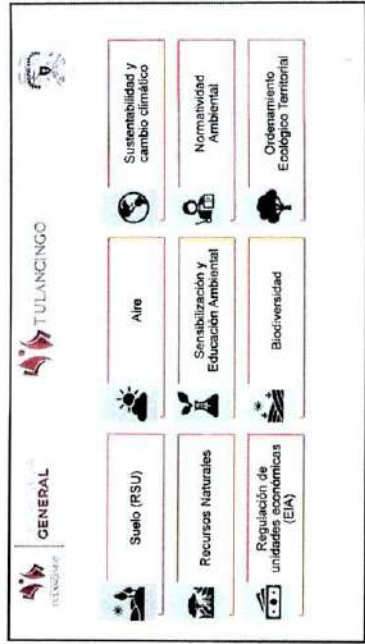 TULANCINGO
GENERAL
TULANCINGO
Suelo (RSU)
Aire
Sustentabilidad y
cambio climático
Recursos Naturales
Sensibilización y
Educación Ambiental
Normatividad
Ambiental
Regulación de
unidades económicas
(EIA)
Biodiversidad
Ordenamiento
Ecológico Territorial